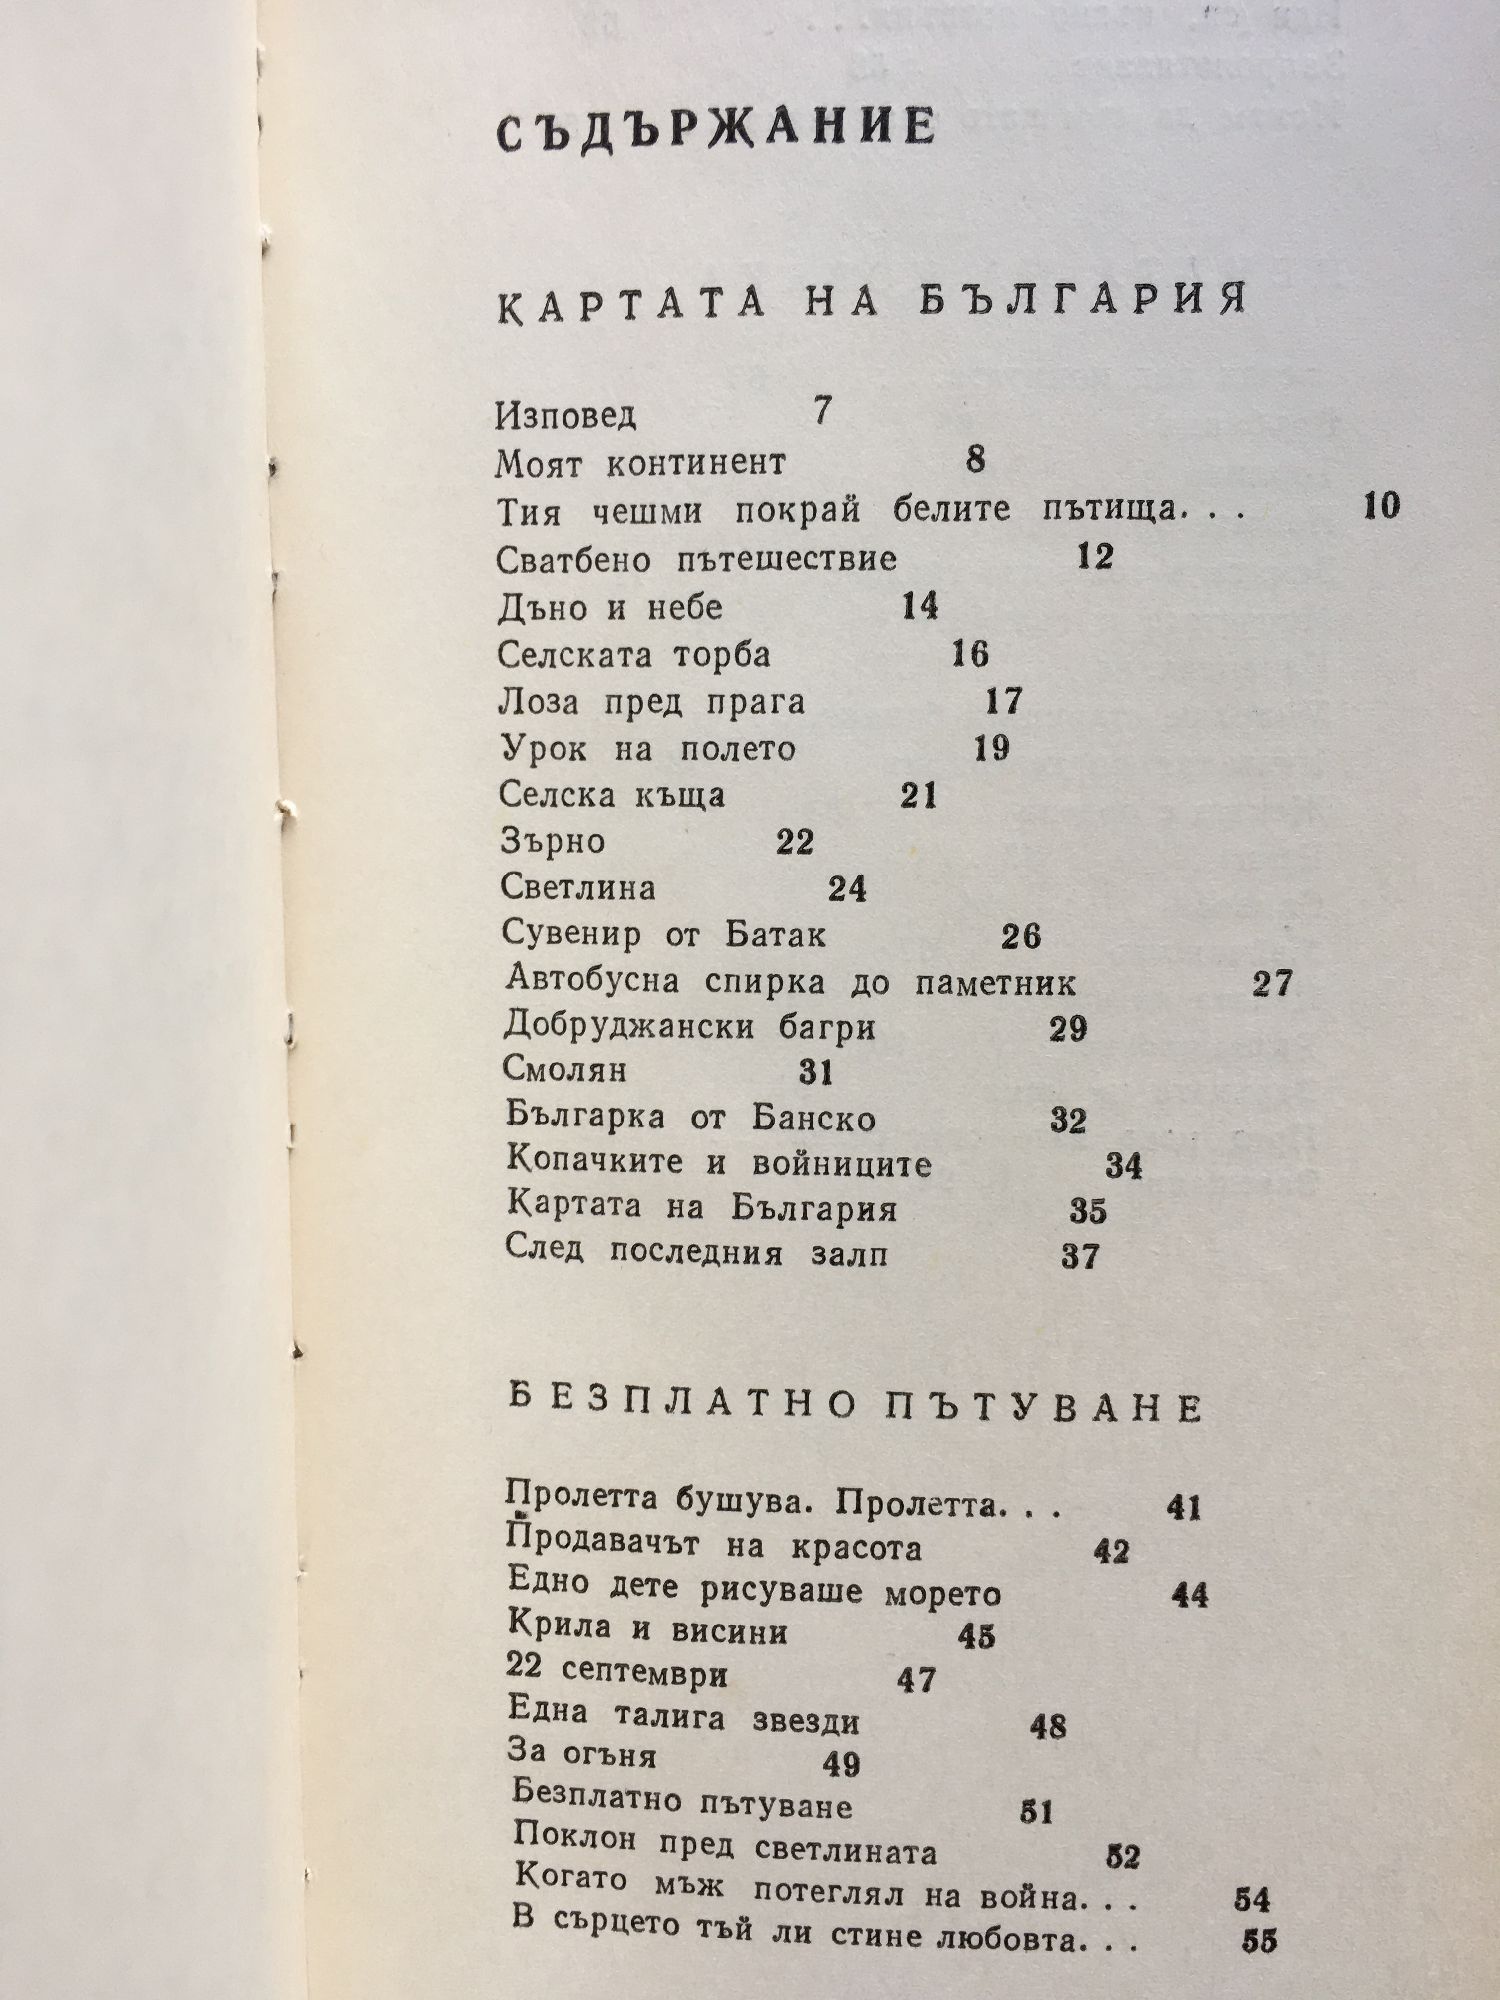 СЪДЪРЖАНИЕ
КАРТАТА НА БЪЛГАРИЯ
Изповед 7
Моят континент 8
Тия чешми покрай белите пътища. . . 10
Сватбено пътешествие 12
Дъно и небе 14
Селската торба 16
Лоза пред прага 17
Урок на полето 19
Селска къща 21
Зърно 22
Светлина 24
Сувенир от Батак 26
Автобусна спирка до паметник 27
Добруджански багри 29
Смолян 31
Българка от Банско 32
Копачките и войниците 34
Картата на България 35
След последния залп 37
БЕЗПЛАТНО ПЪТУВАНЕ
Пролетта бушува. Пролетта. . . 41
Продавачът на красота 42
Едно дете рисуваше морето 44
Крила и висини 45
22 септември 47
Една талига звезди 48
За огъня 49
Безплатно пътуване 51
Поклон пред светлината 52
Когато мъж потеглял на война. . . 54
В сърцето тъй ли стине любовта. . . 55